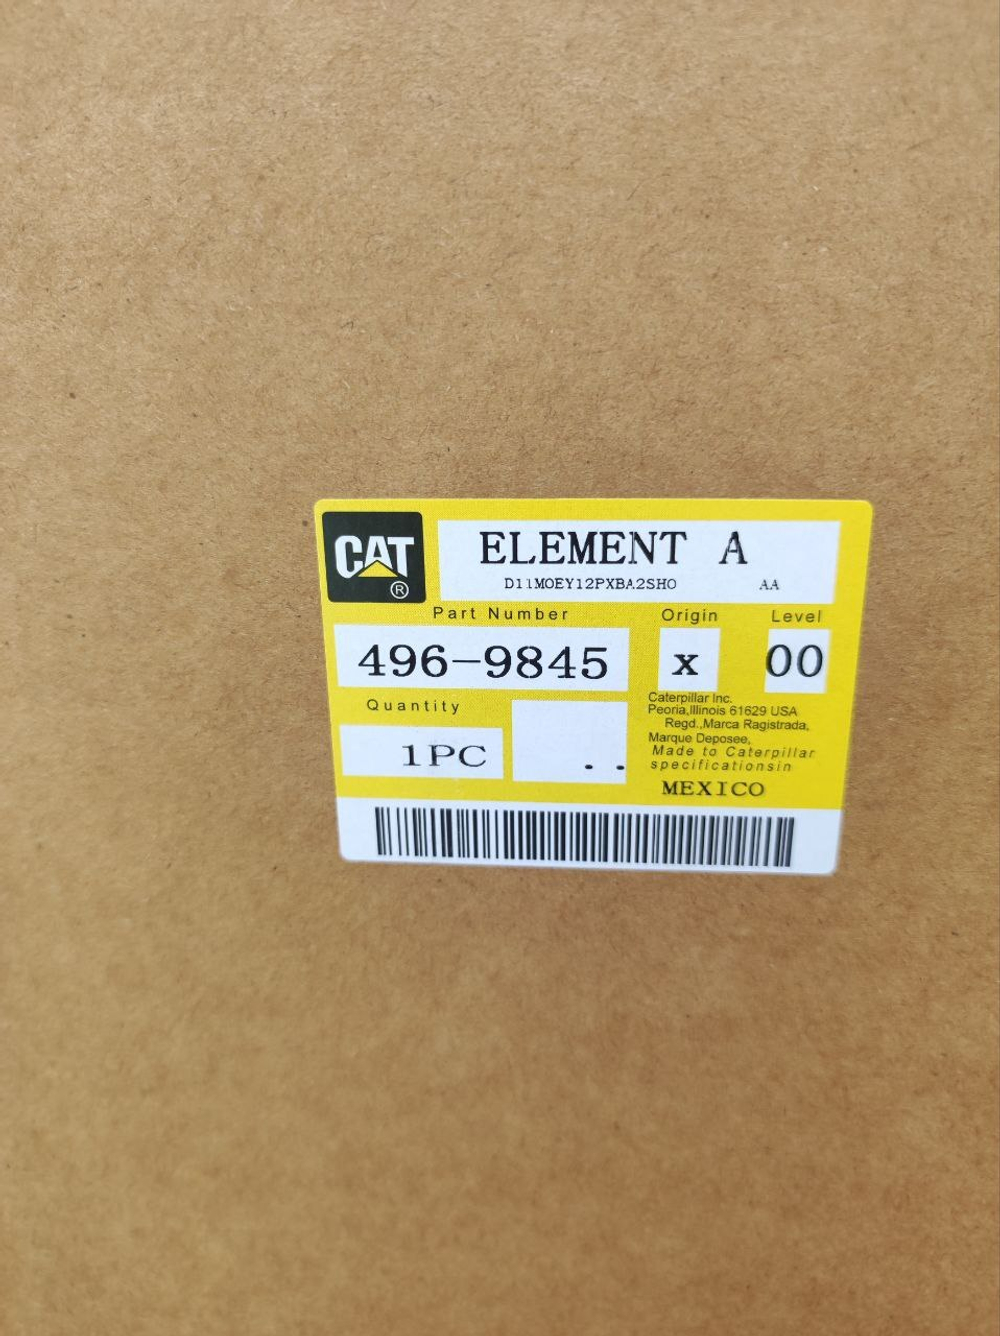 CAT®
ELEMENT A
D11MOEY12PXBA2SHO AA
Part Number Origin Level
496-9845 x 00
Quantity
1PC
. .
Caterpillar Inc.
Peoria,Illinois 61629 USA
Regd.,Marca Ragistrada,
Marque Deposee,
Made to Caterpillar
specificationsin
MEXICO